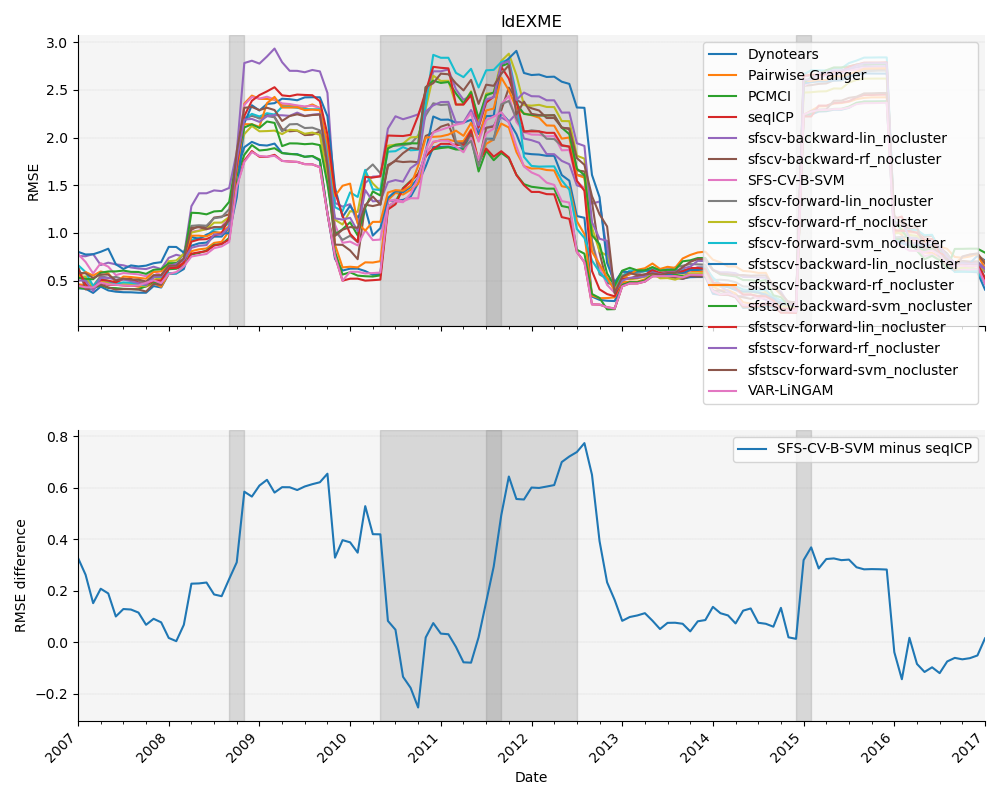 IdEXME
3.0
2.5
2.0
1.5
1.0
0.5
RMSE
Dynotears
Pairwise Granger
PCMCI
seqICP
sfscv-backward-lin_nocluster
sfscv-backward-rf_nocluster
SFS-CV-B-SVM
sfscv-forward-lin_nocluster
sfscv-forward-rf_nocluster
sfscv-forward-svm_nocluster
sfstscv-backward-lin_nocluster
sfstscv-backward-rf_nocluster
sfstscv-backward-svm_nocluster
sfstscv-forward-lin_nocluster
sfstscv-forward-rf_nocluster
sfstscv-forward-svm_nocluster
VAR-LiNGAM
0.8
0.6
0.4
0.2
0.0
−0.2
RMSE difference
SFS-CV-B-SVM minus seqICP
2007 2008 2009 2010 2011 2012 2013 2014 2015 2016 2017
Date